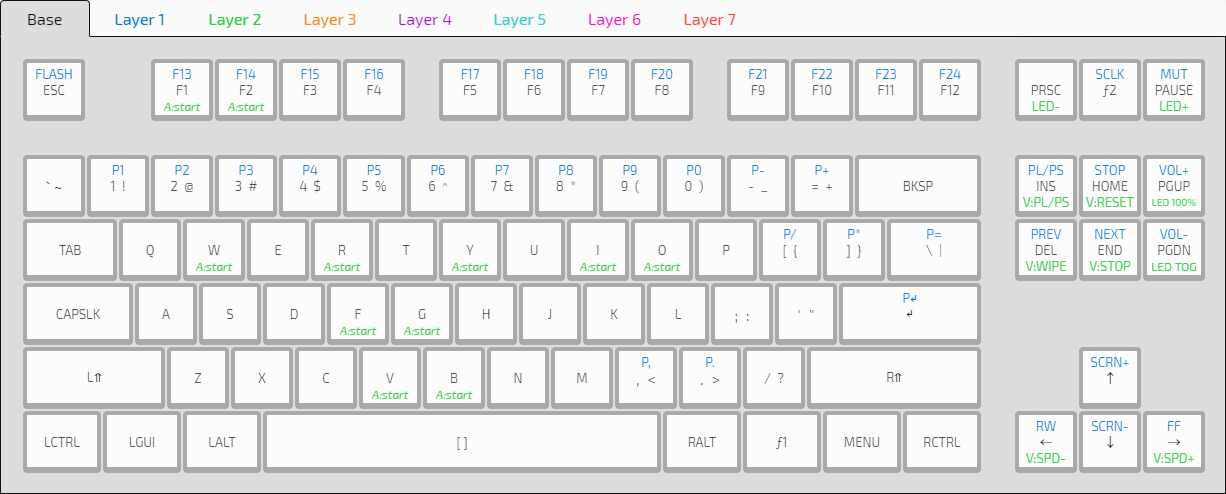 Base Layer 1 Layer 2 Layer 3 Layer 4 Layer 5 Layer 6 Layer 7
FLASH F13 F14 F15 F16 F17 F18 F19 F20 F21 F22 F23 F24 SCLK MUT
ESC F1 F2 F3 F4 F5 F6 F7 F8 F9 F10 F11 F12 PRSC ƒ2 PAUSE
A:start A:start LED- LED+
P1 P2 P3 P4 P5 P6 P7 P8 P9 P0 P- P+ PL/PS STOP VOL+
` ~ 1 ! 2 @ 3 # 4 $ 5 % 6 ^ 7 & 8 * 9 ( 0 ) - _ = + BKSP INS HOME PGUP
V:PL/PS V:RESET LED 100%
P/ P* P= PREV NEXT VOL-
TAB Q W E R T Y U I O P [ { ] } \ | DEL END PGDN
A:start A:start A:start A:start A:start V:WIPE V:STOP LED TOG
P↲
CAPSLK A S D F G H J K L ; : ' " ↲
A:start A:start
P, P. SCRN+
L⇑ Z X C V B N M , < . > / ? R⇑ ↑
A:start A:start
RW SCRN- FF
LCTRL LGUI LALT [ ] RALT ƒ1 MENU RCTRL ← ↓ →
V:SPD- V:SPD+